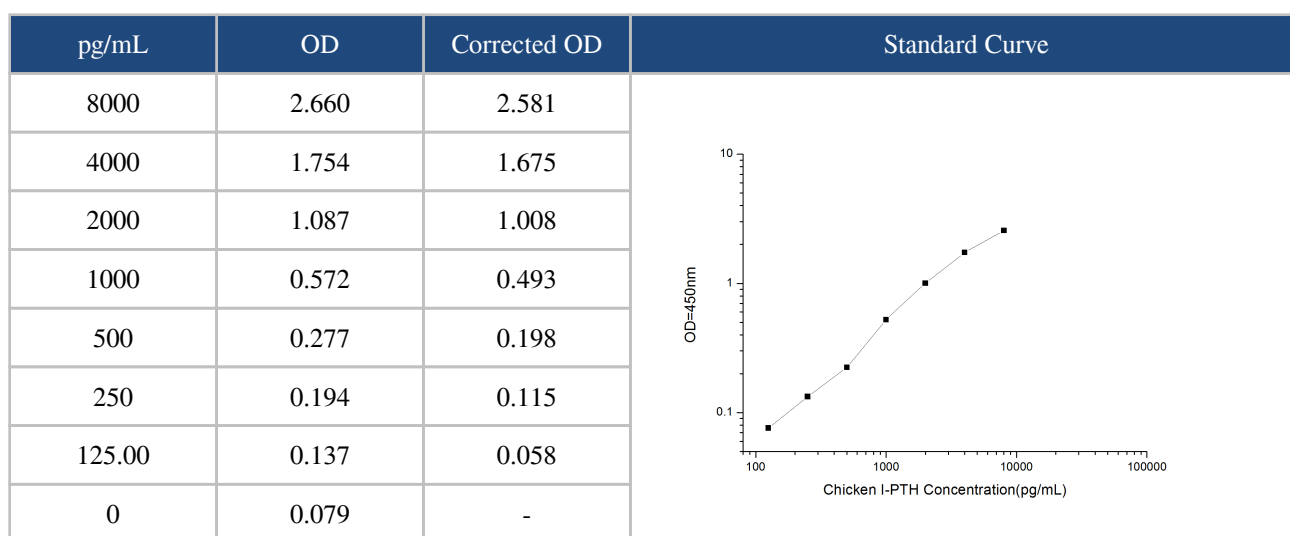 pg/mL OD Corrected OD Standard Curve
8000 2.660 2.581
4000 1.754 1.675
2000 1.087 1.008
1000 0.572 0.493
500 0.277 0.198
250 0.194 0.115
125.00 0.137 0.058
0 0.079 -
10
1
0.1
OD=450nm
100 1000 10000 100000
Chicken I-PTH Concentration(pg/mL)